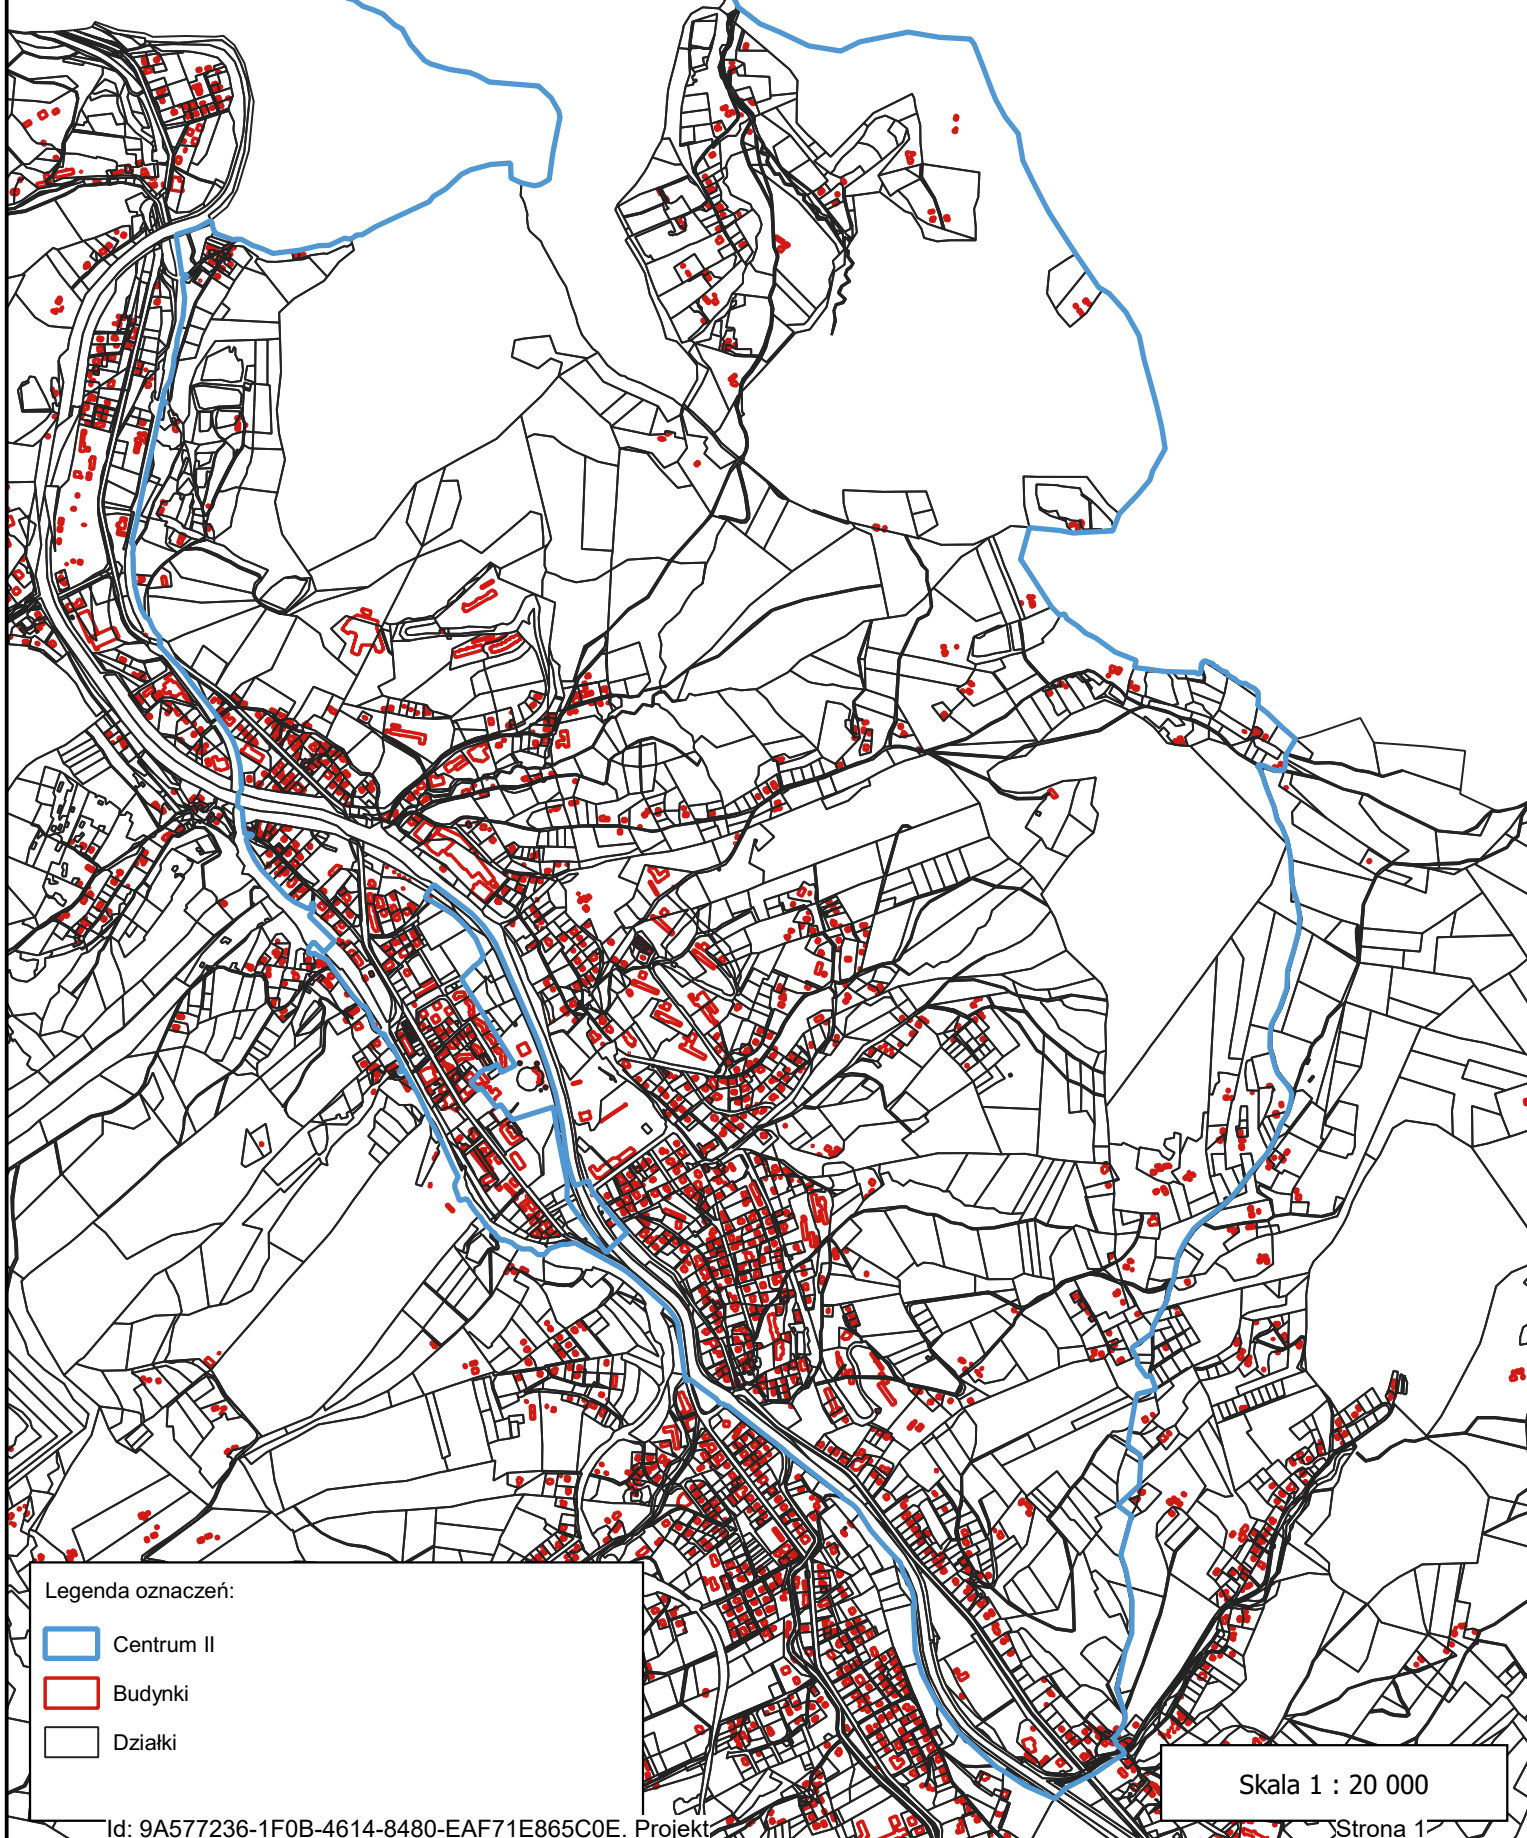 Legenda oznaczeń:
Centrum II
Budynki
Działki
Skala 1 : 20 000
Id: 9A577236-1F0B-4614-8480-EAF71E865C0E. Projekt
Strona 1